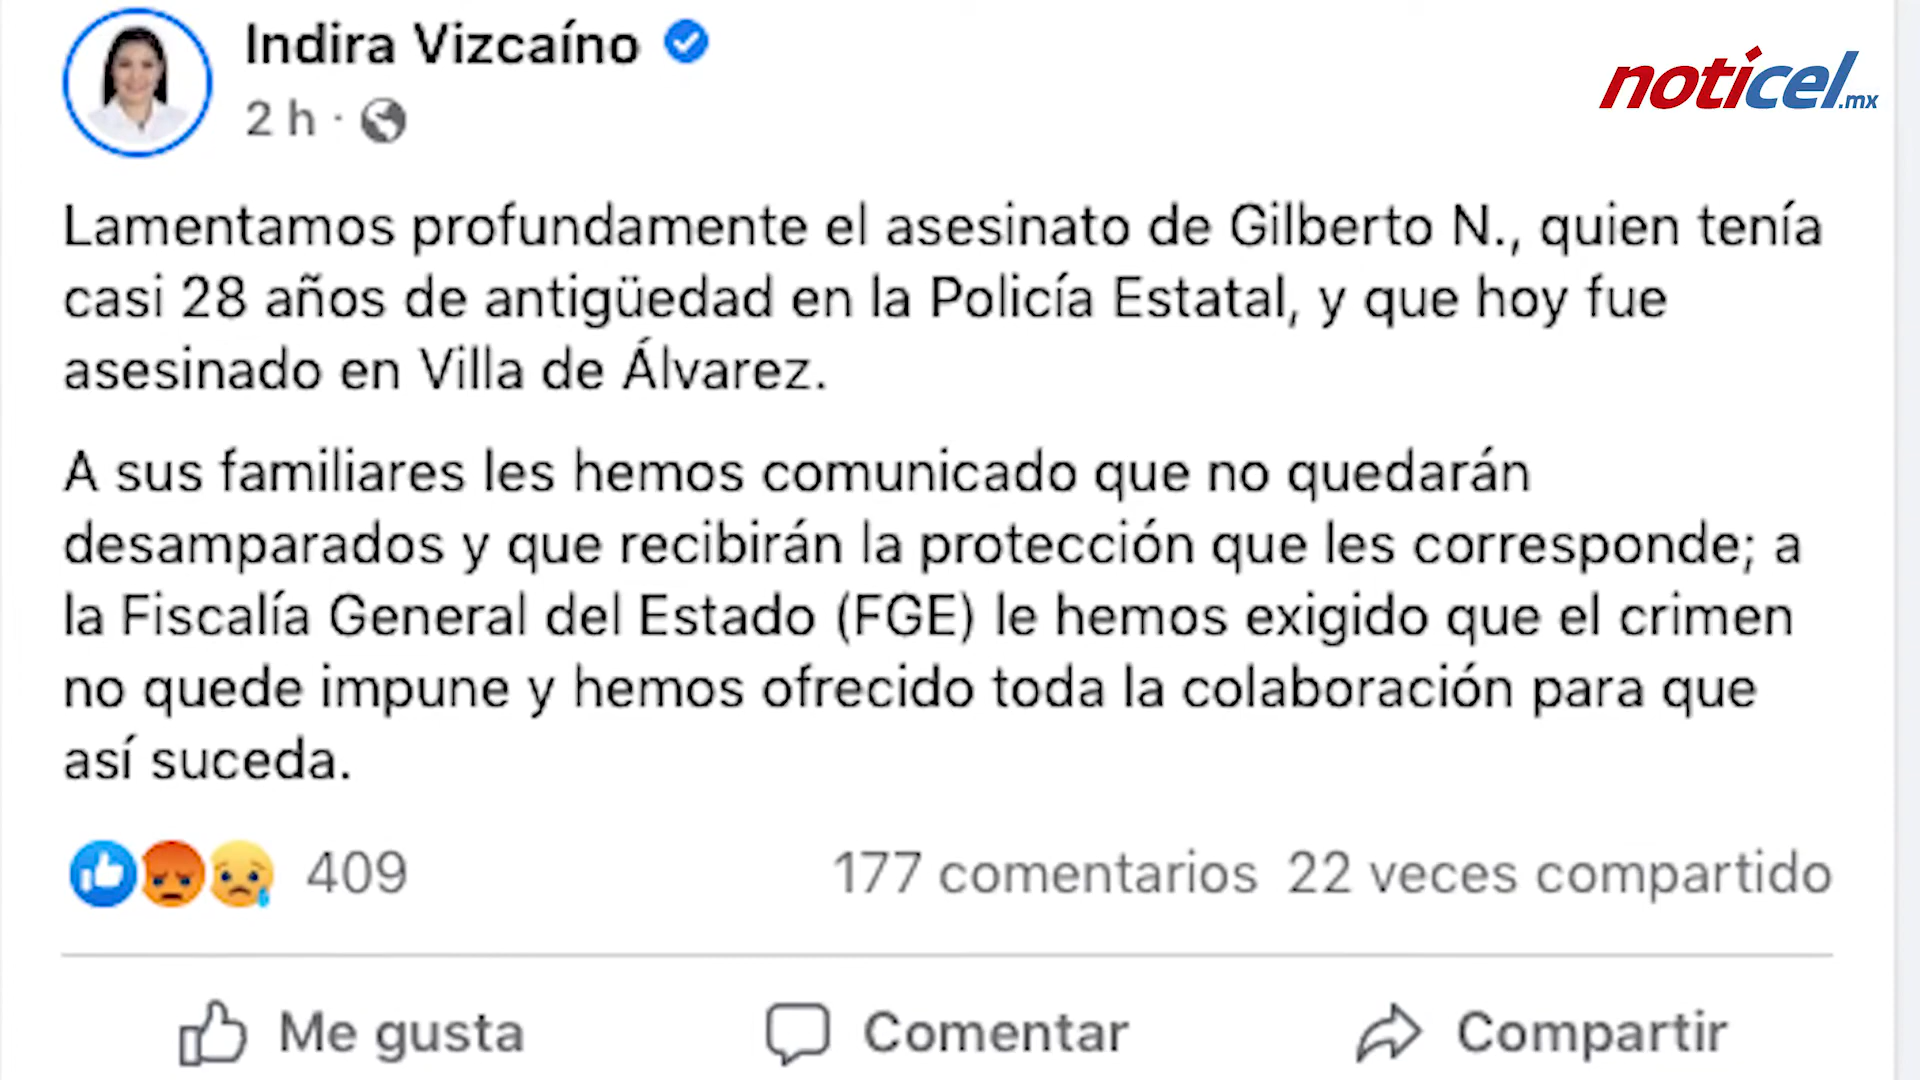 Indira Vizcaíno
noticel.mx
2 h ·
Lamentamos profundamente el asesinato de Gilberto N., quien tenía
casi 28 años de antigüedad en la Policía Estatal, y que hoy fue
asesinado en Villa de Álvarez.
A sus familiares les hemos comunicado que no quedarán
desamparados y que recibirán la protección que les corresponde; a
la Fiscalía General del Estado (FGE) le hemos exigido que el crimen
no quede impune y hemos ofrecido toda la colaboración para que
así suceda.
409 177 comentarios 22 veces compartido
Me gusta Comentar Compartir